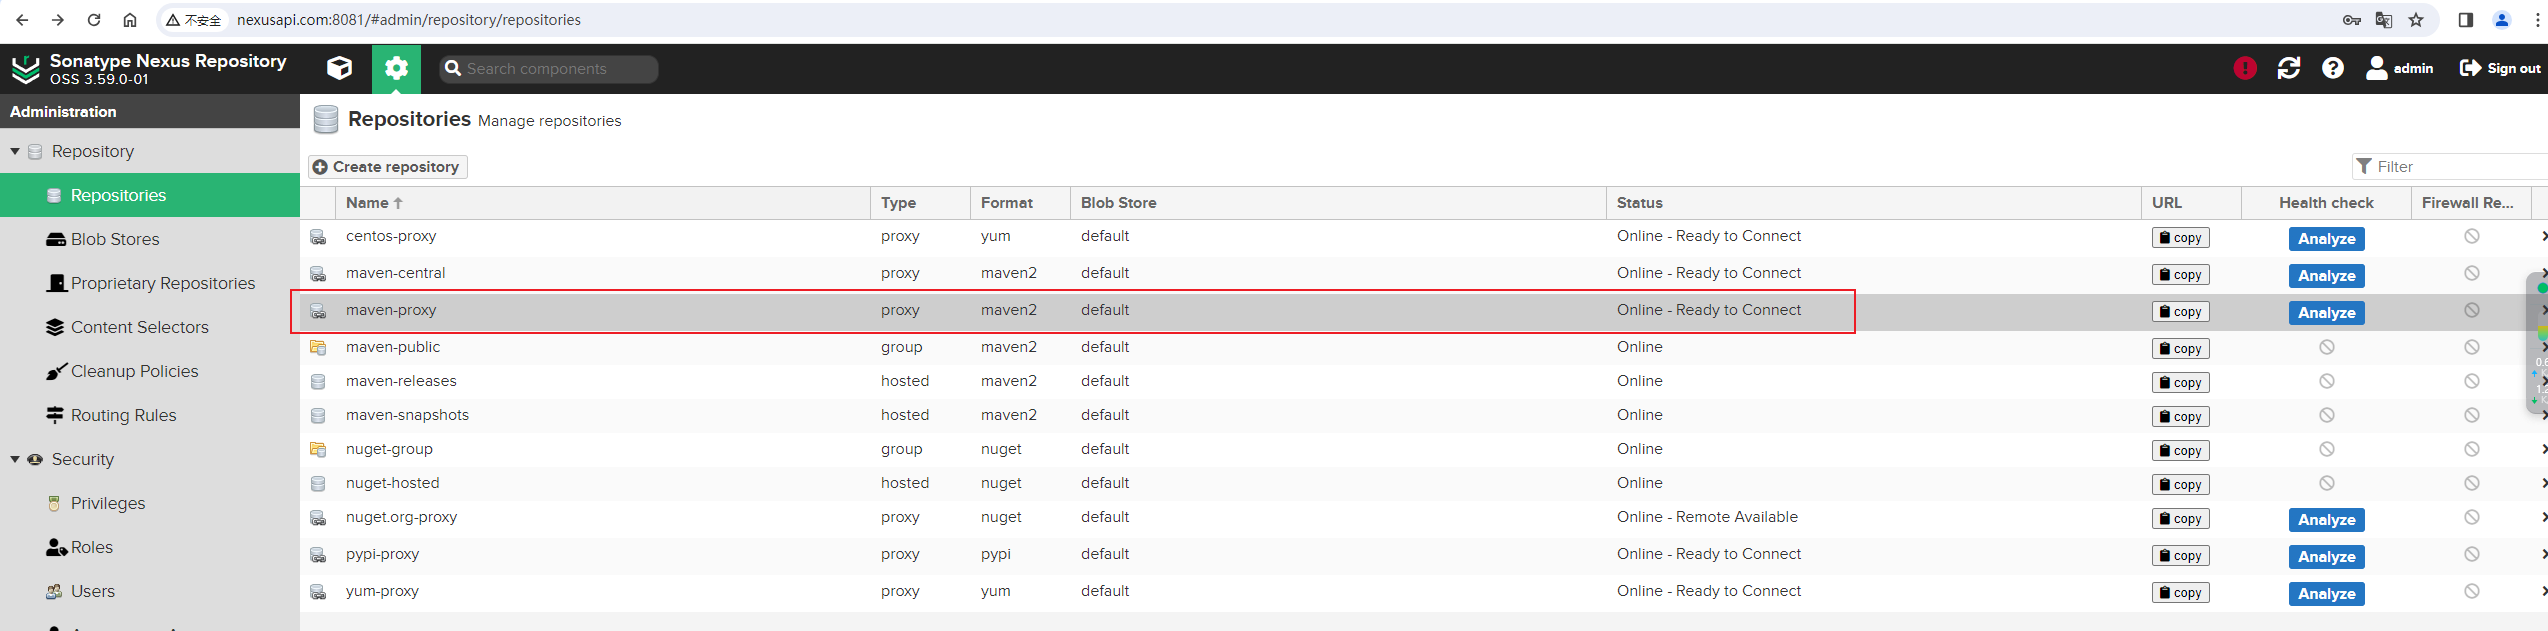 不安全 nexusapi.com:8081/#admin/repository/repositories
Sonatype Nexus Repository
OSS 3.59.0-01
Search components
admin
Sign out
Administration
Repository
Repositories
Blob Stores
Proprietary Repositories
Content Selectors
Cleanup Policies
Routing Rules
Security
Privileges
Roles
Users
Repositories Manage repositories
Create repository
Filter
Name Type Format Blob Store Status URL Health check Firewall Re...
centos-proxy proxy yum default Online - Ready to Connect copy Analyze
maven-central proxy maven2 default Online - Ready to Connect copy Analyze
maven-proxy proxy maven2 default Online - Ready to Connect copy Analyze
maven-public group maven2 default Online copy
maven-releases hosted maven2 default Online copy
maven-snapshots hosted maven2 default Online copy
nuget-group group nuget default Online copy
nuget-hosted hosted nuget default Online copy
nuget.org-proxy proxy nuget default Online - Remote Available copy Analyze
pypi-proxy proxy pypi default Online - Ready to Connect copy Analyze
yum-proxy proxy yum default Online - Ready to Connect copy Analyze